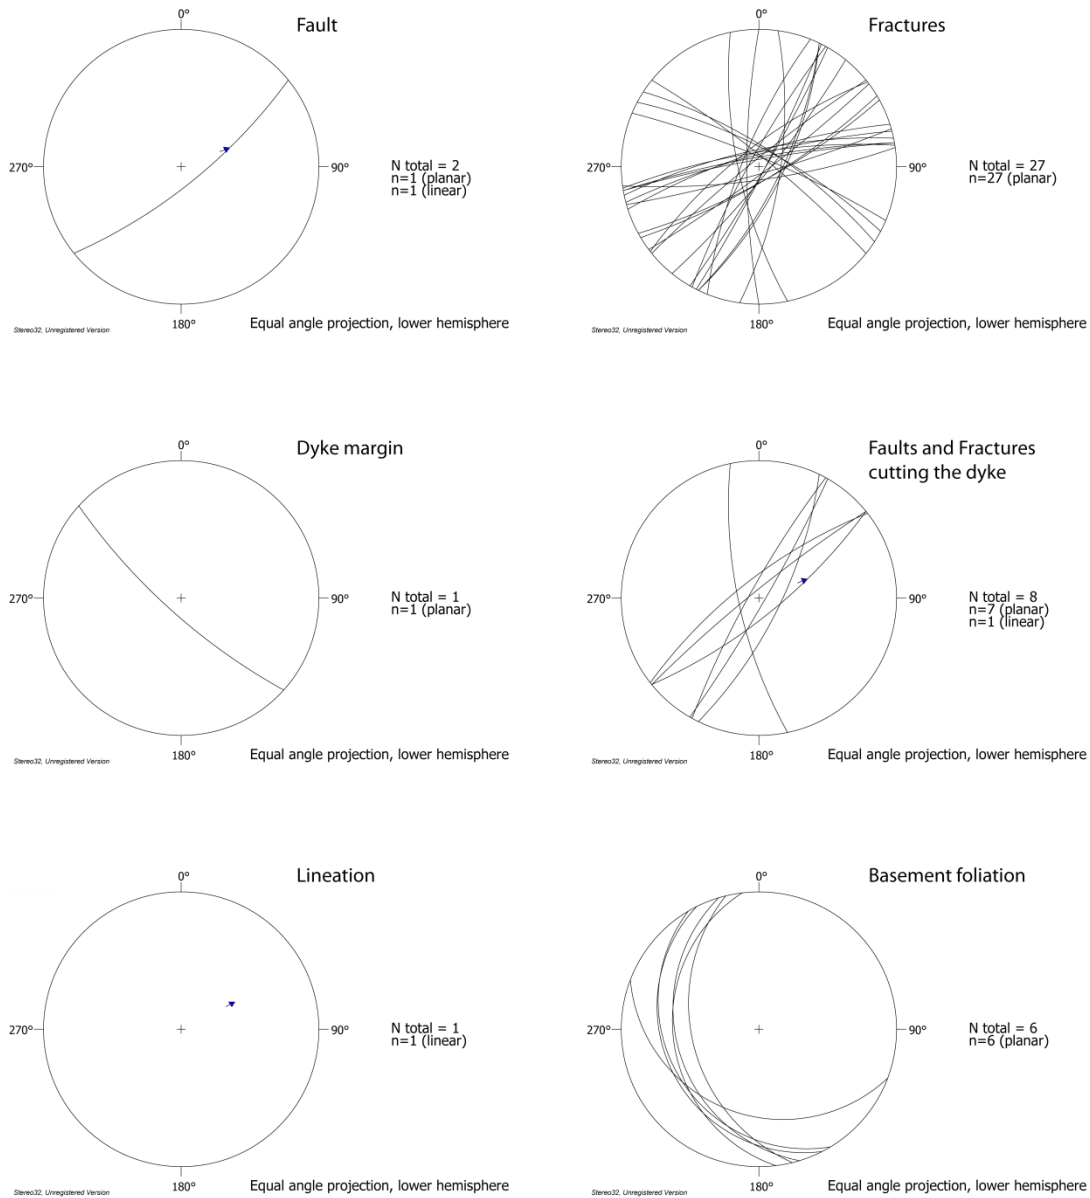 0°
Fault
270°
90°
N total = 2
n=1 (planar)
n=1 (linear)
180°
Equal angle projection, lower hemisphere
Stereo32, Unregistered Version
0°
Fractures
270°
90°
N total = 27
n=27 (planar)
180°
Equal angle projection, lower hemisphere
Stereo32, Unregistered Version
0°
Dyke margin
270°
90°
N total = 1
n=1 (planar)
180°
Equal angle projection, lower hemisphere
Stereo32, Unregistered Version
0°
Faults and Fractures
cutting the dyke
270°
90°
N total = 8
n=7 (planar)
n=1 (linear)
180°
Equal angle projection, lower hemisphere
Stereo32, Unregistered Version
0°
Lineation
270°
90°
N total = 1
n=1 (linear)
180°
Equal angle projection, lower hemisphere
Stereo32, Unregistered Version
0°
Basement foliation
270°
90°
N total = 6
n=6 (planar)
180°
Equal angle projection, lower hemisphere
Stereo32, Unregistered Version